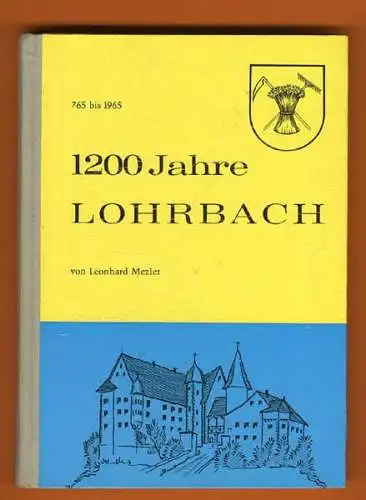 765 bis 1965
1200 Jahre
LOHRBACH
von Leonhard Mezler